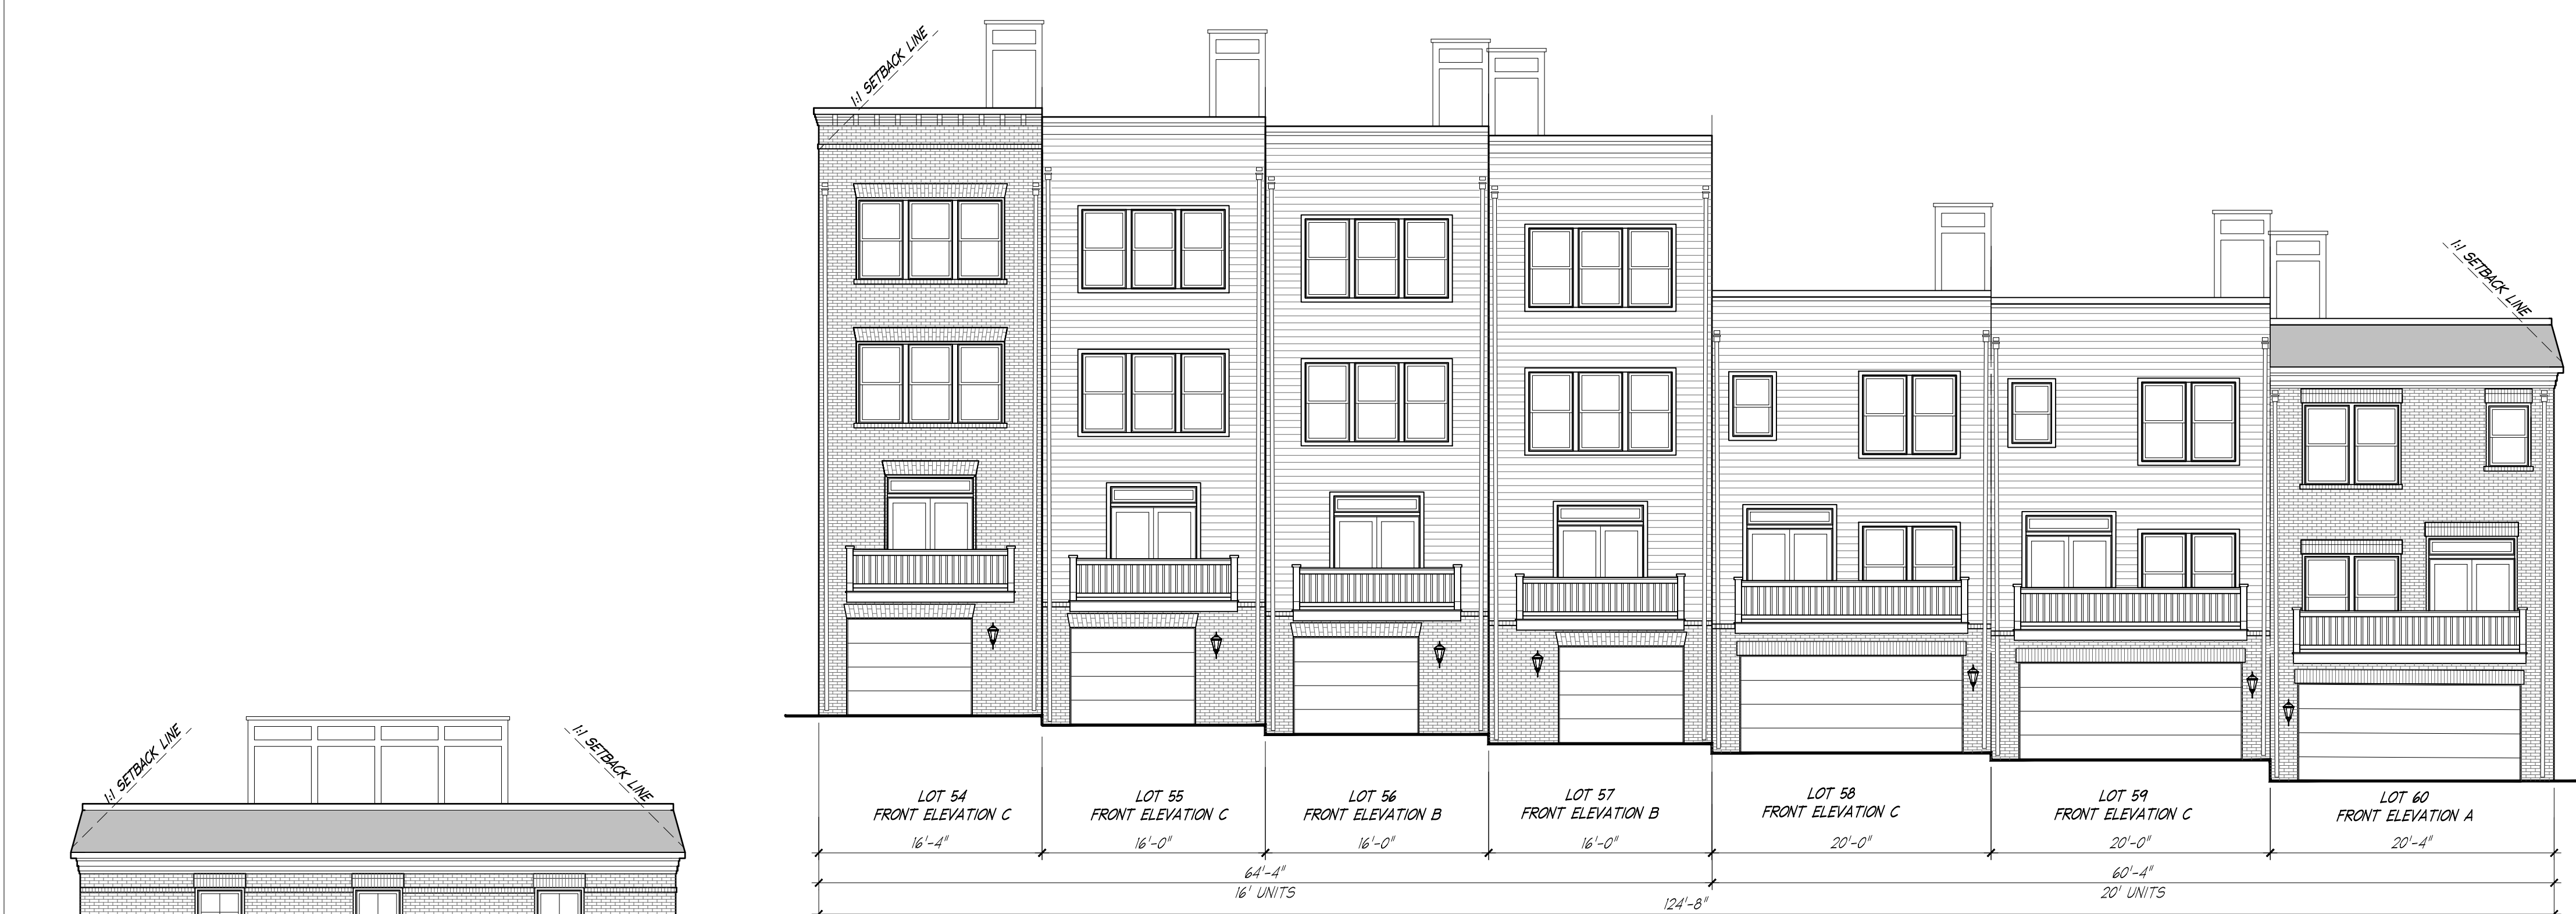 1:1 SETBACK LINE
1:1 SETBACK LINE
1:1 SETBACK LINE
1:1 SETBACK LINE
LOT 54
FRONT ELEVATION C
16'-4"
LOT 55
FRONT ELEVATION C
16'-0"
LOT 56
FRONT ELEVATION B
16'-0"
LOT 57
FRONT ELEVATION B
16'-0"
LOT 58
FRONT ELEVATION C
20'-0"
LOT 59
FRONT ELEVATION C
20'-0"
LOT 60
FRONT ELEVATION A
20'-4"
64'-4"
16' UNITS
60'-4"
20' UNITS
124'-8"